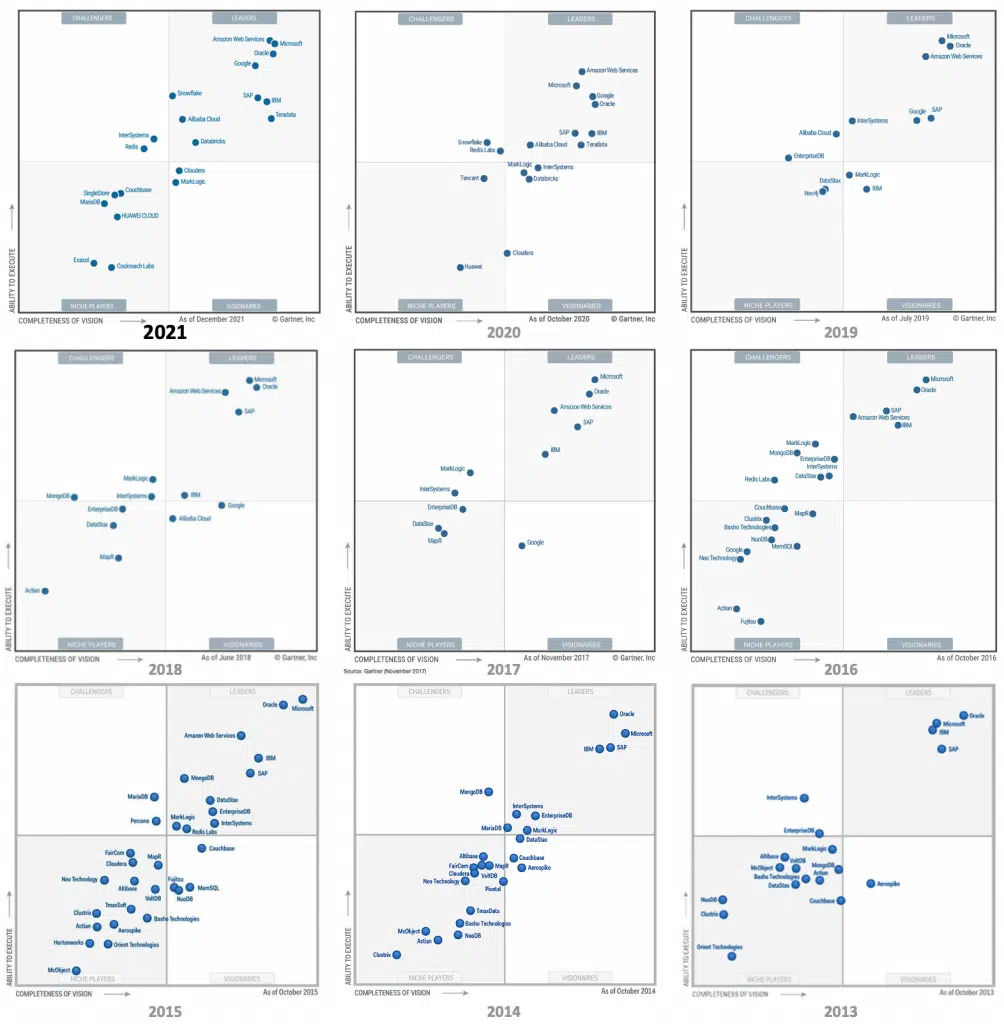 CHALLENGERS
LEADERS
Amazon Web Services
Microsoft
Oracle
Google
Snowflake
SAP
IBM
Alibaba Cloud
Teradata
InterSystems
Redis
Databricks
Cloudera
MarkLogic
Couchbase
SingleStore
MariaDB
HUAWEI CLOUD
Exasol
Cockroach Labs
NICHE PLAYERS
VISIONARIES
ABILITY TO EXECUTE
COMPLETENESS OF VISION
As of December 2021
© Gartner, Inc
2021
CHALLENGERS
LEADERS
Amazon Web Services
Microsoft
Google
Oracle
SAP
IBM
Snowflake
Alibaba Cloud
Teradata
Redis Labs
MarkLogic
InterSystems
Tencent
Databricks
Cloudera
Huawei
NICHE PLAYERS
VISIONARIES
ABILITY TO EXECUTE
COMPLETENESS OF VISION
As of October 2020
© Gartner, Inc
2020
CHALLENGERS
LEADERS
Microsoft
Oracle
Amazon Web Services
Google
SAP
InterSystems
Alibaba Cloud
EnterpriseDB
MarkLogic
DataStax
IBM
Neo4j
NICHE PLAYERS
VISIONARIES
ABILITY TO EXECUTE
COMPLETENESS OF VISION
As of July 2019
© Gartner, Inc
2019
CHALLENGERS
LEADERS
Microsoft
Oracle
Amazon Web Services
SAP
MarkLogic
MongoDB
InterSystems
IBM
EnterpriseDB
Google
Alibaba Cloud
DataStax
MapR
Actian
NICHE PLAYERS
VISIONARIES
ABILITY TO EXECUTE
COMPLETENESS OF VISION
As of June 2018
© Gartner, Inc
2018
CHALLENGERS
LEADERS
Microsoft
Oracle
Amazon Web Services
SAP
IBM
MarkLogic
InterSystems
EnterpriseDB
DataStax
MapR
Google
NICHE PLAYERS
VISIONARIES
ABILITY TO EXECUTE
COMPLETENESS OF VISION
As of November 2017
© Gartner, Inc
Source: Gartner (November 2017)
2017
CHALLENGERS
LEADERS
Microsoft
Oracle
SAP
Amazon Web Services
IBM
MarkLogic
MongoDB
EnterpriseDB
InterSystems
DataStax
Redis Labs
Couchbase
MapR
Clustrix
Basho Technologies
NuoDB
MemSQL
Google
Neo Technology
Actian
Fujitsu
NICHE PLAYERS
VISIONARIES
ABILITY TO EXECUTE
COMPLETENESS OF VISION
As of October 2016
2016
CHALLENGERS
LEADERS
Oracle
Microsoft
Amazon Web Services
IBM
SAP
MongoDB
MariaDB
DataStax
EnterpriseDB
Percona
MarkLogic
InterSystems
Redis Labs
Couchbase
FairCom
MapR
Cloudera
Neo Technology
Altibase
Fujitsu
MemSQL
VoltDB
NuoDB
TmaxSoft
Clustrix
Basho Technologies
Actian
Aerospike
Hortonworks
Orient Technologies
McObject
NICHE PLAYERS
VISIONARIES
ABILITY TO EXECUTE
COMPLETENESS OF VISION
As of October 2015
2015
CHALLENGERS
LEADERS
Oracle
Microsoft
IBM
SAP
MongoDB
InterSystems
EnterpriseDB
MariaDB
MarkLogic
DataStax
Altibase
Couchbase
FairCom
MapR
Aerospike
Cloudera
VoltDB
Neo Technology
Pivotal
TmaxData
Basho Technologies
McObject
NuoDB
Actian
Clustrix
NICHE PLAYERS
VISIONARIES
ABILITY TO EXECUTE
COMPLETENESS OF VISION
As of October 2014
2014
CHALLENGERS
LEADERS
Oracle
Microsoft
IBM
SAP
InterSystems
EnterpriseDB
MarkLogic
Altibase
VoltDB
McObject
MongoDB
Actian
Basho Technologies
DataStax
Aerospike
Couchbase
NuoDB
Clustrix
Orient Technologies
NICHE PLAYERS
VISIONARIES
ABILITY TO EXECUTE
COMPLETENESS OF VISION
As of October 2013
2013